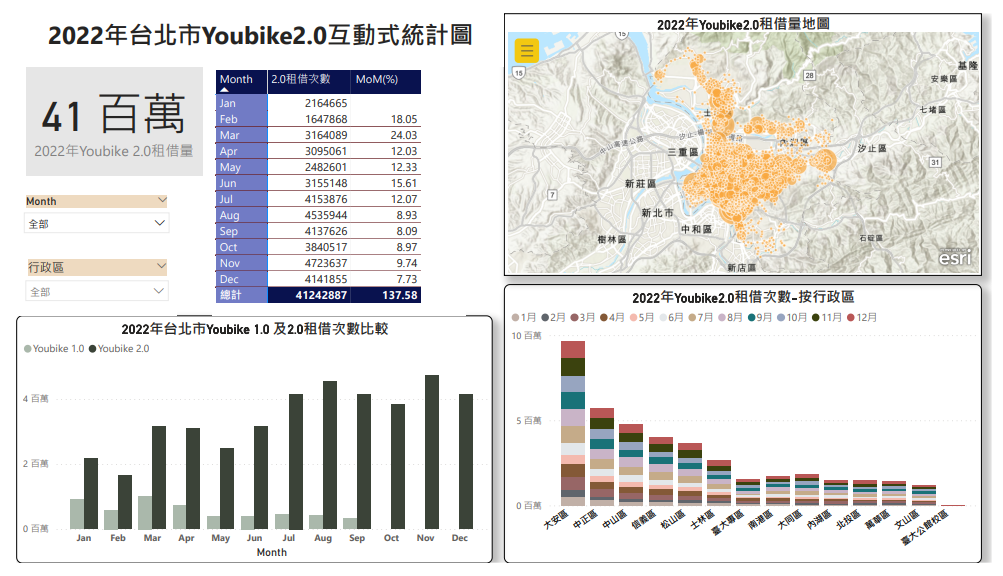 2022年台北市Youbike2.0互動式統計圖
41 百萬
2022年Youbike 2.0租借量
Month
全部
行政區
全部
Month 2.0租借次數 MoM(%)
Jan 2164665
Feb 1647868 18.05
Mar 3164089 24.03
Apr 3095061 12.03
May 2482601 12.33
Jun 3155148 15.61
Jul 4153876 12.07
Aug 4535944 8.93
Sep 4137626 8.09
Oct 3840517 8.97
Nov 4723637 9.74
Dec 4141855 7.73
總計 41242887 137.58
2022年Youbike2.0租借量地圖
15
15
28
基隆
安樂區
七堵區
士
汐止區
三重區
中山高速公路
31
新莊區
7
新北市
中和區
樹林區
石碇區
新店區
esri
2022年台北市Youbike 1.0 及2.0租借次數比較
Youbike 1.0 Youbike 2.0
4 百萬
2 百萬
0 百萬
Jan Feb Mar Apr May Jun Jul Aug Sep Oct Nov Dec
Month
2022年Youbike2.0租借次數-按行政區
1月 2月 3月 4月 5月 6月 7月 8月 9月 10月 11月 12月
10 百萬
5 百萬
0 百萬
大安區 中正區 中山區 信義區 松山區 士林區 臺大專區 南港區 大同區 內湖區 北投區 萬華區 文山區 臺大公館校區